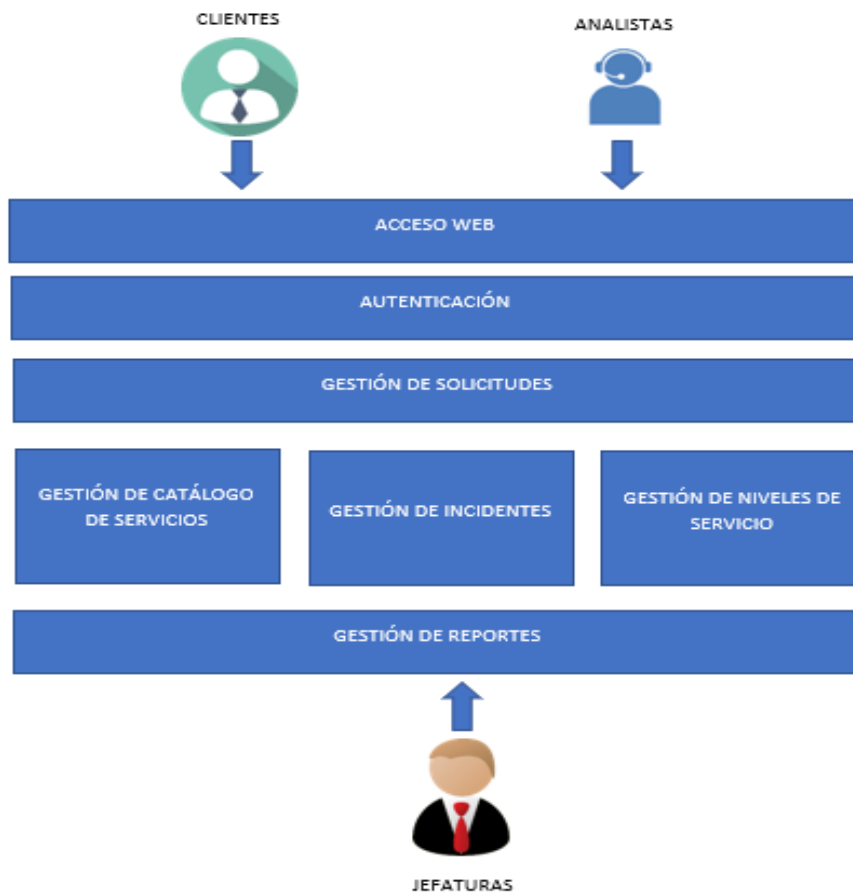 CLIENTES
ANALISTAS
ACCESO WEB
AUTENTICACIÓN
GESTIÓN DE SOLICITUDES
GESTIÓN DE CATÁLOGO
DE SERVICIOS
GESTIÓN DE INCIDENTES
GESTIÓN DE NIVELES DE
SERVICIO
GESTIÓN DE REPORTES
JEFATURAS